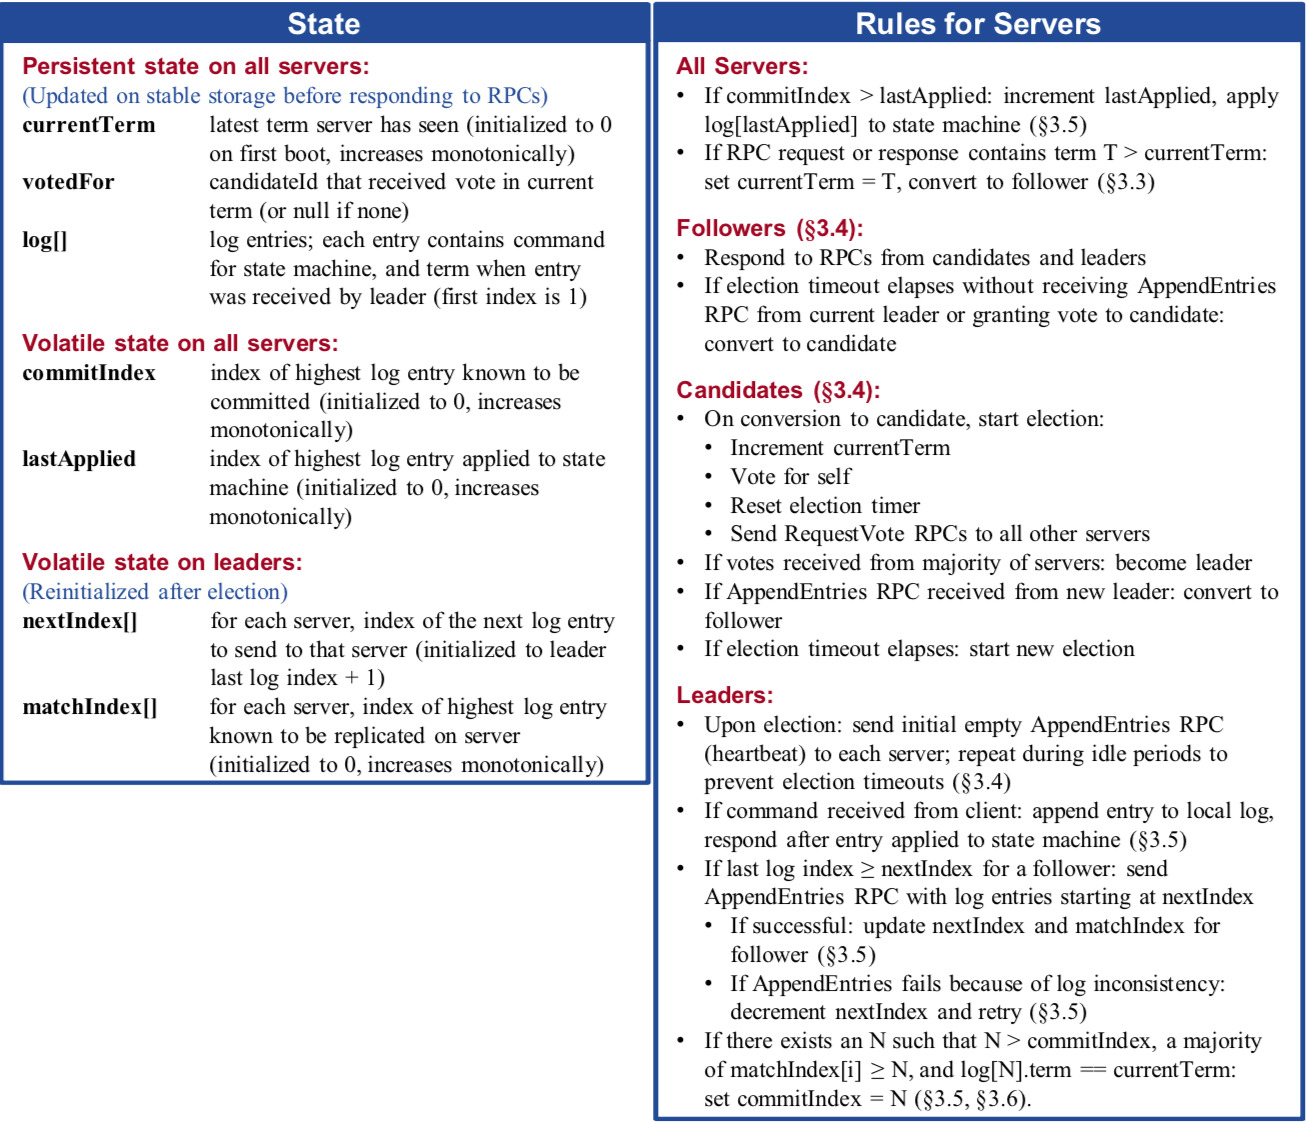 State
Persistent state on all servers:
(Updated on stable storage before responding to RPCs)
currentTerm latest term server has seen (initialized to 0
on first boot, increases monotonically)
votedFor candidateId that received vote in current
term (or null if none)
log[] log entries; each entry contains command
for state machine, and term when entry
was received by leader (first index is 1)
Volatile state on all servers:
commitIndex index of highest log entry known to be
committed (initialized to 0, increases
monotonically)
lastApplied index of highest log entry applied to state
machine (initialized to 0, increases
monotonically)
Volatile state on leaders:
(Reinitialized after election)
nextIndex[] for each server, index of the next log entry
to send to that server (initialized to leader
last log index + 1)
matchIndex[] for each server, index of highest log entry
known to be replicated on server
(initialized to 0, increases monotonically)
Rules for Servers
All Servers:
• If commitIndex > lastApplied: increment lastApplied, apply
log[lastApplied] to state machine (§3.5)
• If RPC request or response contains term T > currentTerm:
set currentTerm = T, convert to follower (§3.3)
Followers (§3.4):
• Respond to RPCs from candidates and leaders
• If election timeout elapses without receiving AppendEntries
RPC from current leader or granting vote to candidate:
convert to candidate
Candidates (§3.4):
• On conversion to candidate, start election:
• Increment currentTerm
• Vote for self
• Reset election timer
• Send RequestVote RPCs to all other servers
• If votes received from majority of servers: become leader
• If AppendEntries RPC received from new leader: convert to
follower
• If election timeout elapses: start new election
Leaders:
• Upon election: send initial empty AppendEntries RPC
(heartbeat) to each server; repeat during idle periods to
prevent election timeouts (§3.4)
• If command received from client: append entry to local log,
respond after entry applied to state machine (§3.5)
• If last log index ≥ nextIndex for a follower: send
AppendEntries RPC with log entries starting at nextIndex
• If successful: update nextIndex and matchIndex for
follower (§3.5)
• If AppendEntries fails because of log inconsistency:
decrement nextIndex and retry (§3.5)
• If there exists an N such that N > commitIndex, a majority
of matchIndex[i] ≥ N, and log[N].term == currentTerm:
set commitIndex = N (§3.5, §3.6).